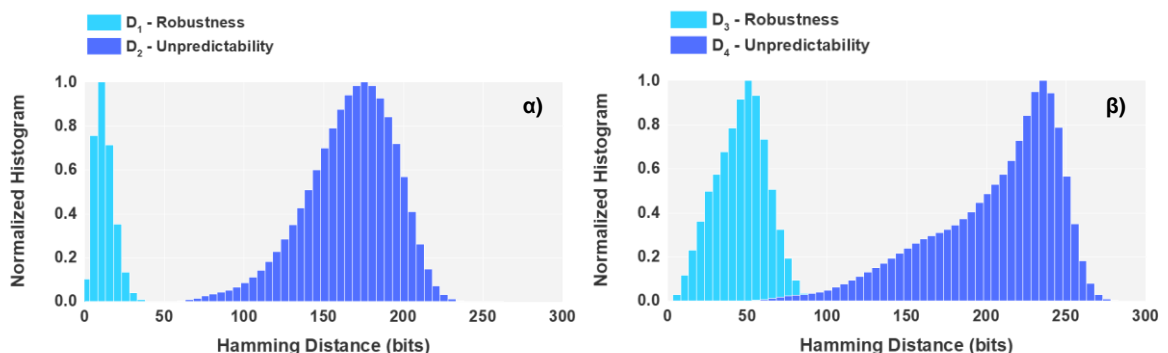 D₁ - Robustness
D₂ - Unpredictability
α)
Normalized Histogram
1.0
0.8
0.6
0.4
0.2
0.0
0 50 100 150 200 250 300
Hamming Distance (bits)
D₃ - Robustness
D₄ - Unpredictability
β)
Normalized Histogram
1.0
0.8
0.6
0.4
0.2
0.0
0 50 100 150 200 250 300
Hamming Distance (bits)